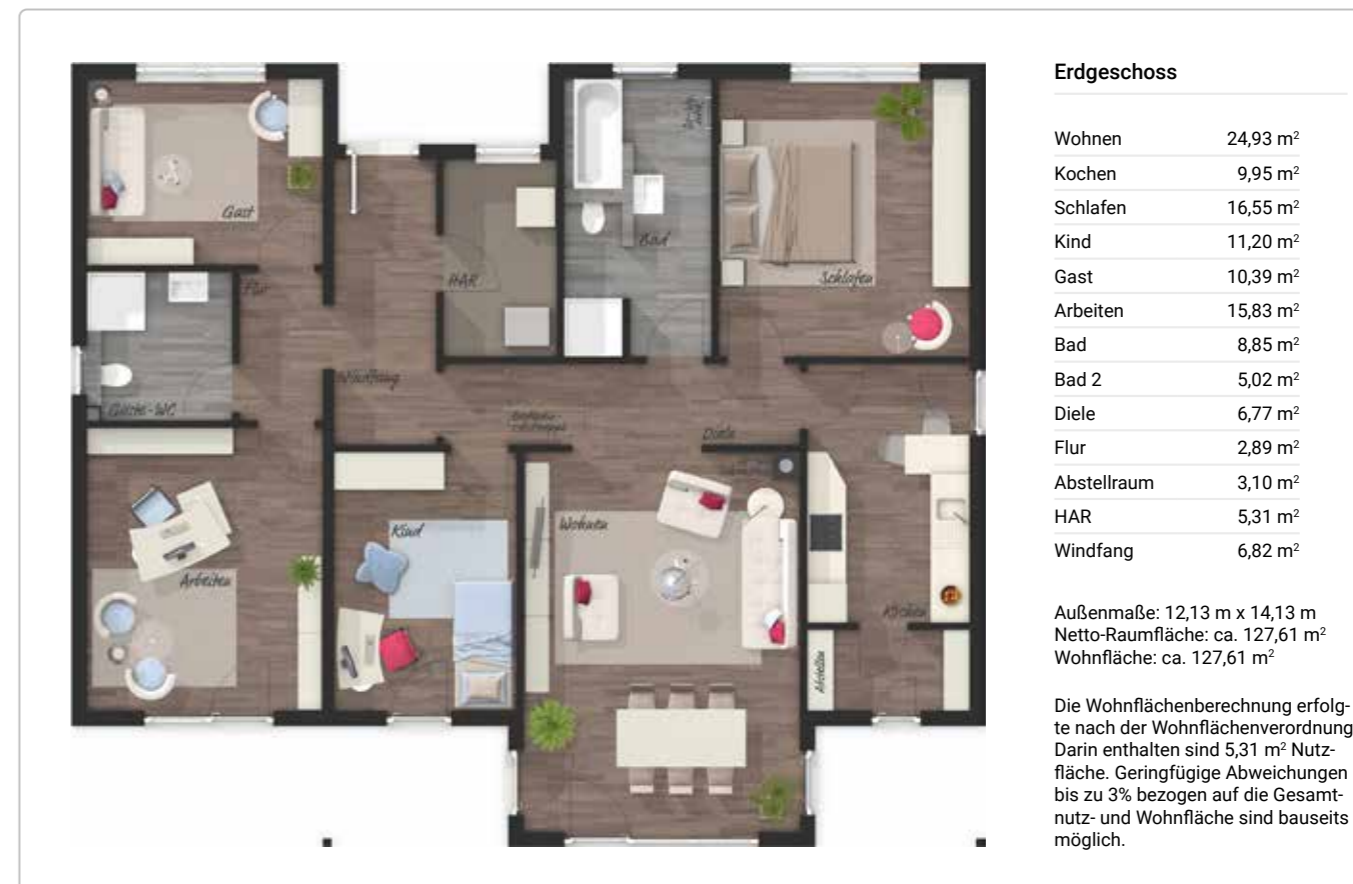 Erdgeschoss
Wohnen 24,93 m²
Kochen 9,95 m²
Schlafen 16,55 m²
Kind 11,20 m²
Gast 10,39 m²
Arbeiten 15,83 m²
Bad 8,85 m²
Bad 2 5,02 m²
Diele 6,77 m²
Flur 2,89 m²
Abstellraum 3,10 m²
HAR 5,31 m²
Windfang 6,82 m²
Außenmaße: 12,13 m x 14,13 m
Netto-Raumfläche: ca. 127,61 m²
Wohnfläche: ca. 127,61 m²
Die Wohnflächenberechnung erfolg-
te nach der Wohnflächenverordnung
Darin enthalten sind 5,31 m² Nutz-
fläche. Geringfügige Abweichungen
bis zu 3% bezogen auf die Gesamt-
nutz- und Wohnfläche sind bauseits
möglich.
Gast
Flur
HAR
Bad
Schlafen
Gäste-WC
Windfang
Diele
Arbeiten
Kind
Wohnen
Kochen
Abstellen